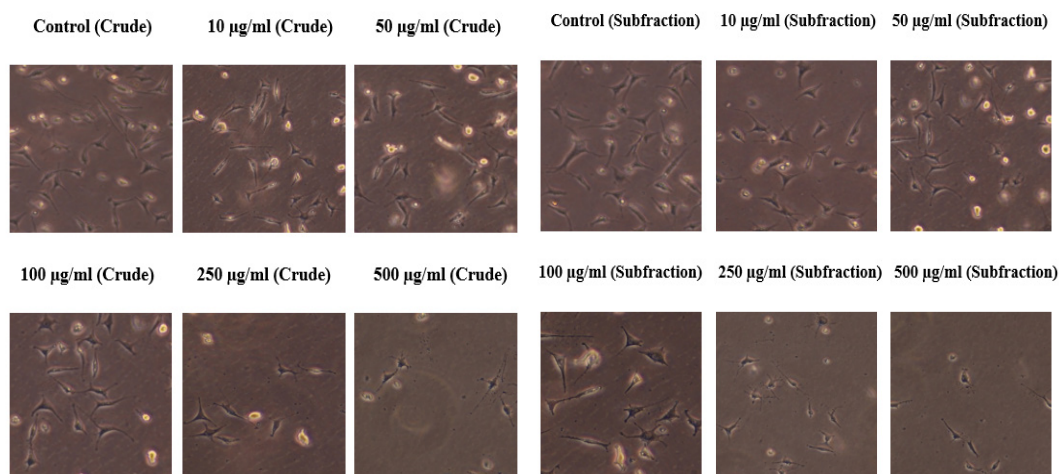 Control (Crude)
10 µg/ml (Crude)
50 µg/ml (Crude)
Control (Subfraction)
10 µg/ml (Subfraction)
50 µg/ml (Subfraction)
100 µg/ml (Crude)
250 µg/ml (Crude)
500 µg/ml (Crude)
100 µg/ml (Subfraction)
250 µg/ml (Subfraction)
500 µg/ml (Subfraction)